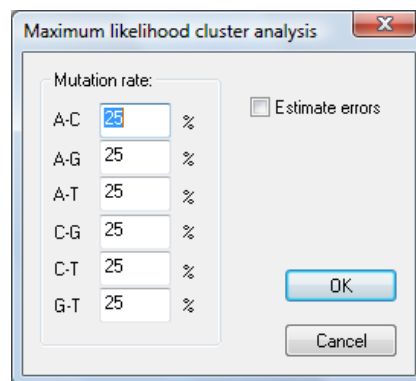 Maximum likelihood cluster analysis
Mutation rate:
A-C 25 %
Estimate errors
A-G 25 %
A-T 25 %
C-G 25 %
C-T 25 %
G-T 25 %
OK
Cancel